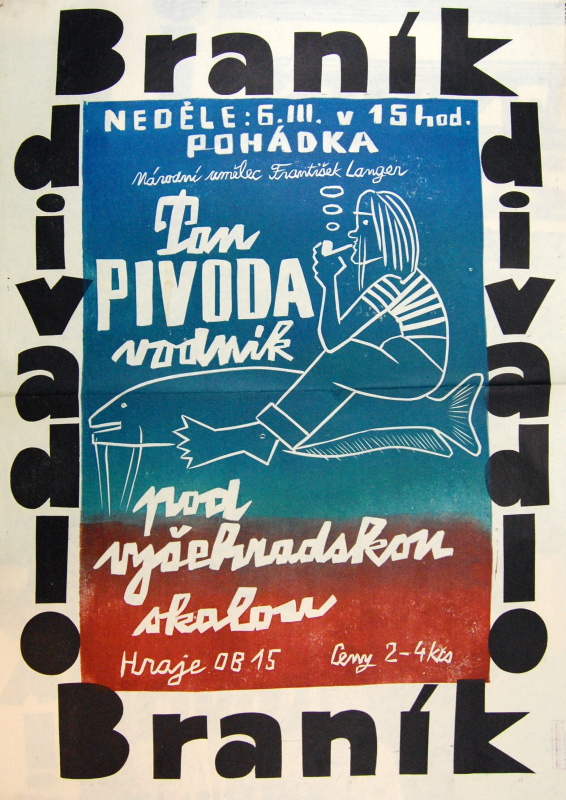 Braník
divadlo
divadlo
NEDĚLE: 6.III. v 15 hod.
POHÁDKA
Národní umělec František Langer
Pan
PIVODA
vodník
pod
vyšehradskou
skalou
Hraje OB 15
Ceny 2-4 kčs
Braník